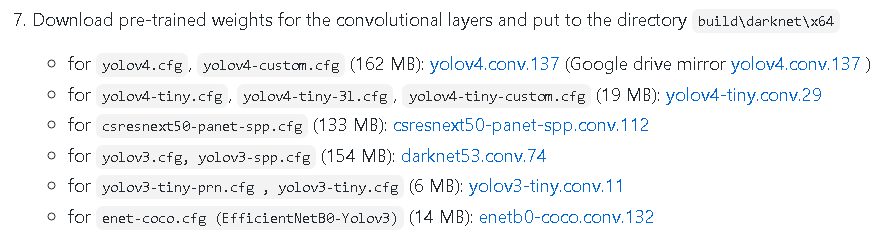 7. Download pre-trained weights for the convolutional layers and put to the directory build\darknet\x64
for yolov4.cfg, yolov4-custom.cfg (162 MB): yolov4.conv.137 (Google drive mirror yolov4.conv.137 )
for yolov4-tiny.cfg, yolov4-tiny-3l.cfg, yolov4-tiny-custom.cfg (19 MB): yolov4-tiny.conv.29
for csresnext50-panet-spp.cfg (133 MB): csresnext50-panet-spp.conv.112
for yolov3.cfg, yolov3-spp.cfg (154 MB): darknet53.conv.74
for yolov3-tiny-prn.cfg , yolov3-tiny.cfg (6 MB): yolov3-tiny.conv.11
for enet-coco.cfg (EfficientNetB0-Yolov3) (14 MB): enetb0-coco.conv.132